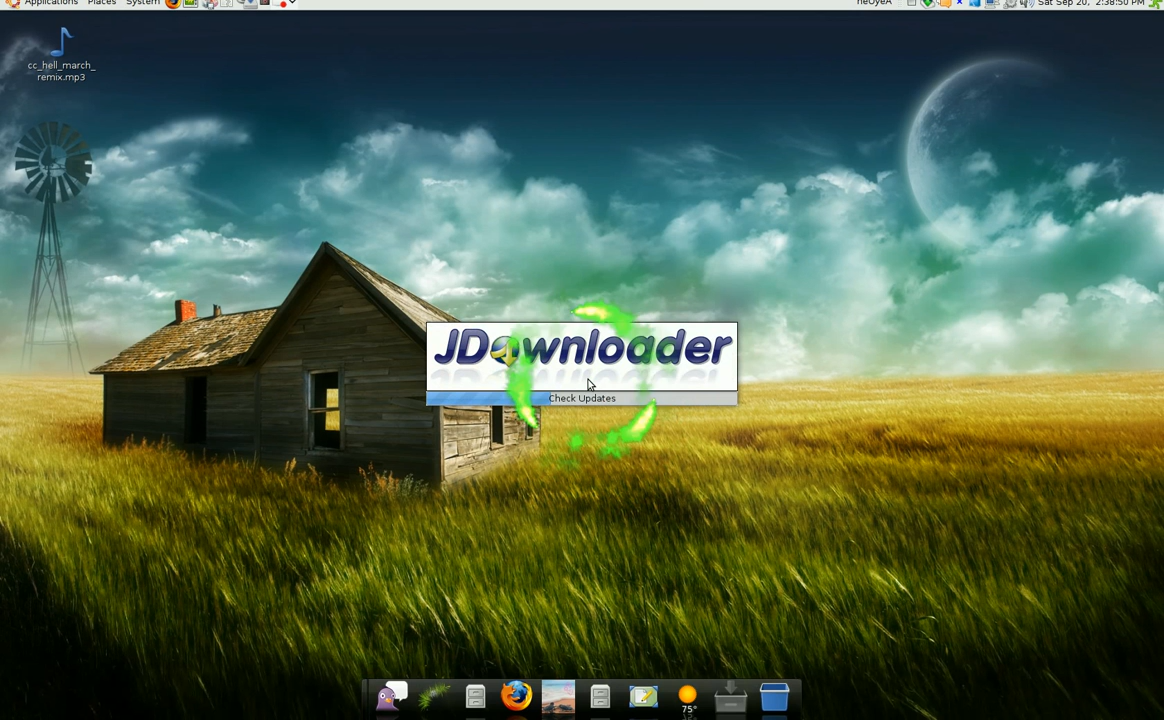 Applications Places System
neOyeA
Sat Sep 20, 2:38:50 PM
cc_hell_march_
remix.mp3
JDownloader
Check Updates
75°